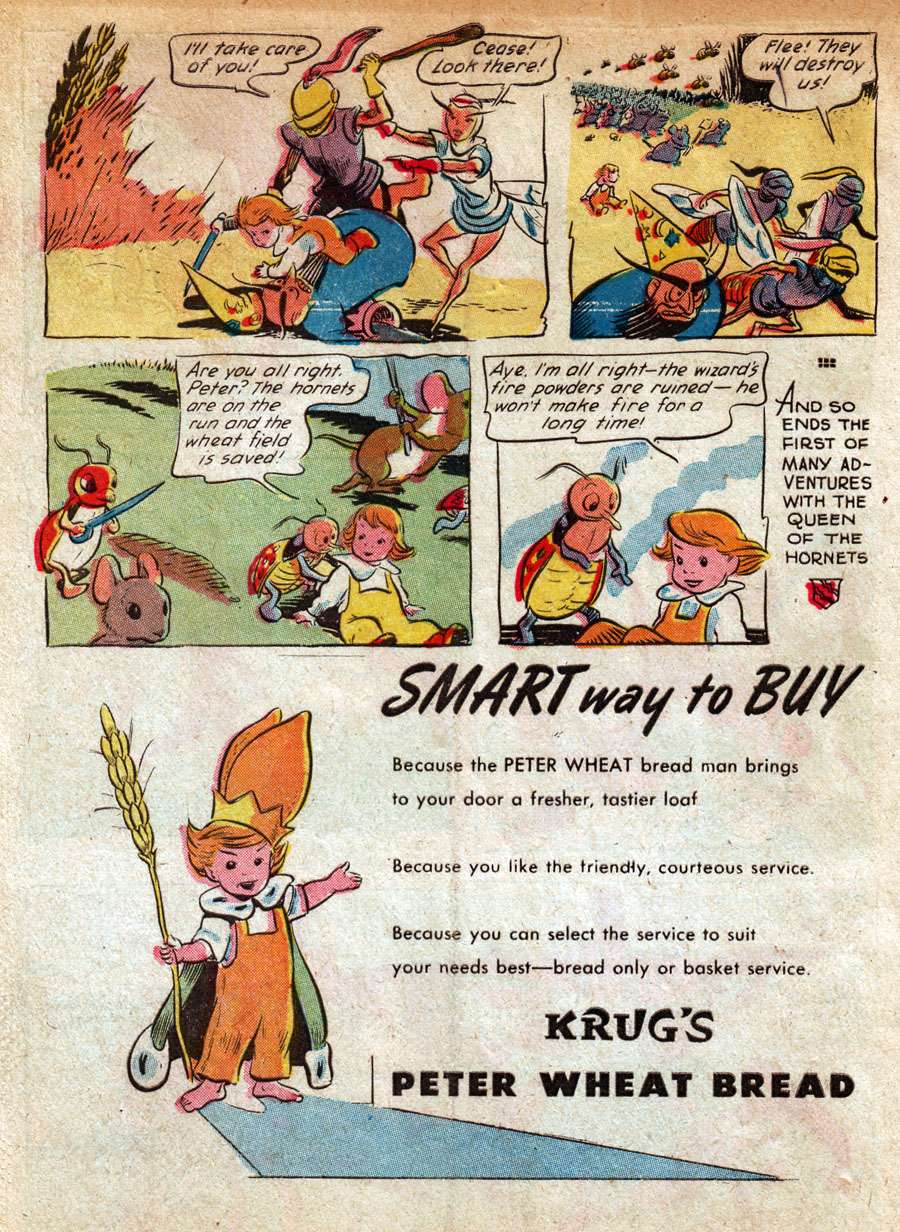 I'll take care
of you!
Cease!
Look there!
Flee! They
will destroy
us!
Are you all right,
Peter? The hornets
are on the
run and the
wheat field
is saved!
Aye, I'm all right—the wizard's
fire powders are ruined—he
won't make fire for a
long time!
AND SO
ENDS THE
FIRST OF
MANY AD-
VENTURES
WITH THE
QUEEN
OF THE
HORNETS
SMART way to BUY
Because the PETER WHEAT bread man brings
to your door a fresher, tastier loaf
Because you like the friendly, courteous service.
Because you can select the service to suit
your needs best—bread only or basket service.
KRUG'S
PETER WHEAT BREAD